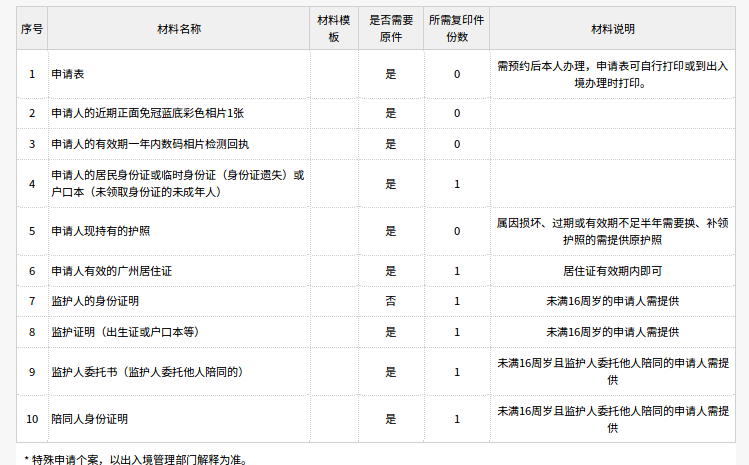 序号 材料名称 材料模板 是否需要原件 所需复印件份数 材料说明
1 申请表 是 0 需预约后本人办理，申请表可自行打印或到出入境办理时打印。
2 申请人的近期正面免冠蓝底彩色相片1张 是 0
3 申请人的有效期一年内数码相片检测回执 是 0
4 申请人的居民身份证或临时身份证（身份证遗失）或户口本（未领取身份证的未成年人） 是 1
5 申请人现持有的护照 是 0 属因损坏、过期或有效期不足半年需要换、补领护照的需提供原护照
6 申请人有效的广州居住证 是 1 居住证有效期内即可
7 监护人的身份证明 否 1 未满16周岁的申请人需提供
8 监护证明（出生证或户口本等） 是 1 未满16周岁的申请人需提供
9 监护人委托书（监护人委托他人陪同的） 是 1 未满16周岁且监护人委托他人陪同的申请人需提供
10 陪同人身份证明 是 1 未满16周岁且监护人委托他人陪同的申请人需提供
* 特殊申请个案，以出入境管理部门解释为准。